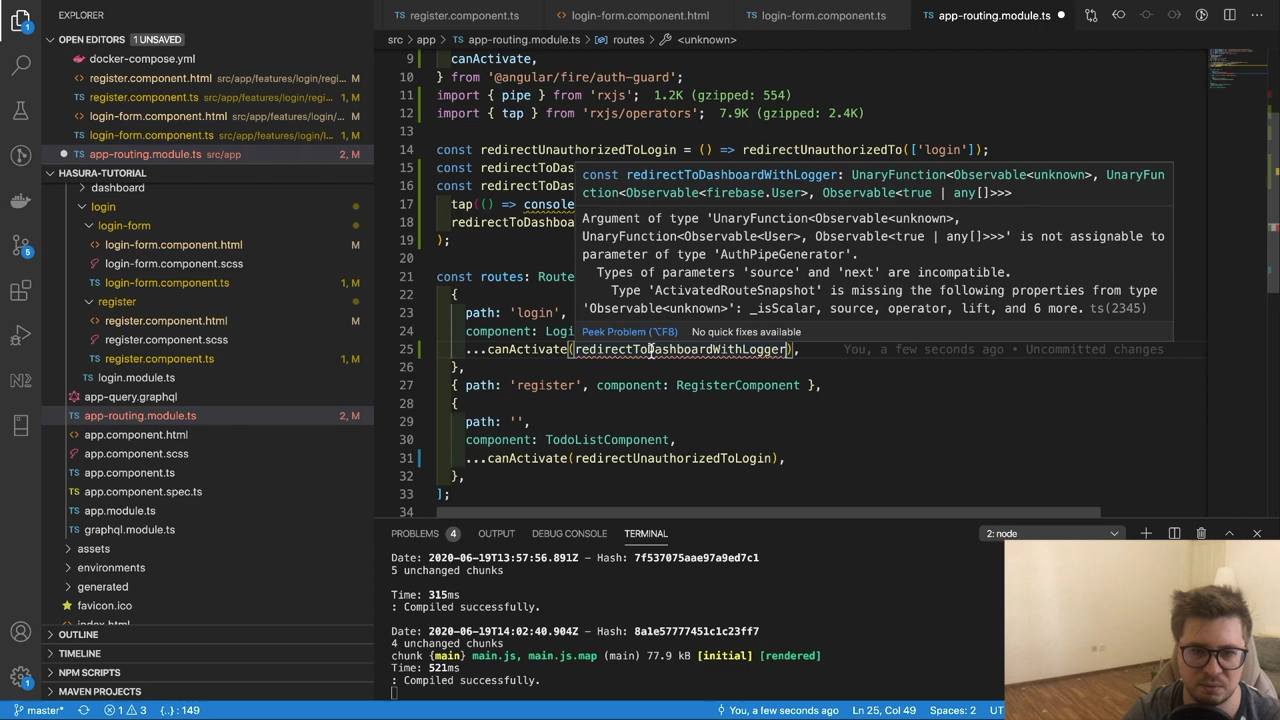 EXPLORER
OPEN EDITORS 1 UNSAVED
docker-compose.yml
register.component.html src/app/features/login/regi... M
register.component.ts src/app/features/login/regi... 1, M
login-form.component.html src/app/features/login/... M
login-form.component.ts src/app/features/login/l... 1, M
app-routing.module.ts src/app 2, M
HASURA-TUTORIAL
dashboard
login
login-form
login-form.component.html M
login-form.component.scss
login-form.component.ts 1, M
register
register.component.html M
register.component.scss
register.component.ts 1, M
login.module.ts
app-query.graphql
app-routing.module.ts 2, M
app.component.html
app.component.scss
app.component.ts
app.component.spec.ts
app.module.ts
graphql.module.ts
assets
environments
generated
favicon.ico
index.html
OUTLINE
TIMELINE
NPM SCRIPTS
MAVEN PROJECTS
register.component.ts login-form.component.html login-form.component.ts app-routing.module.ts
src > app > app-routing.module.ts > routes > <unknown>
9 canActivate,
10 } from '@angular/fire/auth-guard';
11 import { pipe } from 'rxjs'; 1.2K (gzipped: 554)
12 import { tap } from 'rxjs/operators'; 7.9K (gzipped: 2.4K)
13
14 const redirectUnauthorizedToLogin = () => redirectUnauthorizedTo(['login']);
15 const redirectToDas
16 const redirectToDas
17 tap(() => console
18 redirectToDashboa
19 );
20
21 const routes: Route
22 {
23 path: 'login',
24 component: Logi
25 ...canActivate(redirectToDashboardWithLogger), You, a few seconds ago • Uncommitted changes
26 },
27 { path: 'register', component: RegisterComponent },
28 {
29 path: '',
30 component: TodoListComponent,
31 ...canActivate(redirectUnauthorizedToLogin),
32 },
33 ];
34
const redirectToDashboardWithLogger: UnaryFunction<Observable<unknown>, UnaryFun
ction<Observable<firebase.User>, Observable<true | any[]>>>
Argument of type 'UnaryFunction<Observable<unknown>,
UnaryFunction<Observable<User>, Observable<true | any[]>>>' is not assignable to
parameter of type 'AuthPipeGenerator'.
Types of parameters 'source' and 'next' are incompatible.
Type 'ActivatedRouteSnapshot' is missing the following properties from type
'Observable<unknown>': _isScalar, source, operator, lift, and 6 more. ts(2345)
Peek Problem (⌥F8) No quick fixes available
PROBLEMS 4 OUTPUT DEBUG CONSOLE TERMINAL 2: node
Date: 2020-06-19T13:57:56.891Z - Hash: 7f537075aae97a9ed7c1
5 unchanged chunks
Time: 315ms
: Compiled successfully.
Date: 2020-06-19T14:02:40.904Z - Hash: 8a1e57777451c1c23ff7
4 unchanged chunks
chunk {main} main.js, main.js.map (main) 77.9 kB [initial] [rendered]
Time: 521ms
: Compiled successfully.
master* 1 3 : 149 You, a few seconds ago Ln 25, Col 49 Spaces: 2 UT